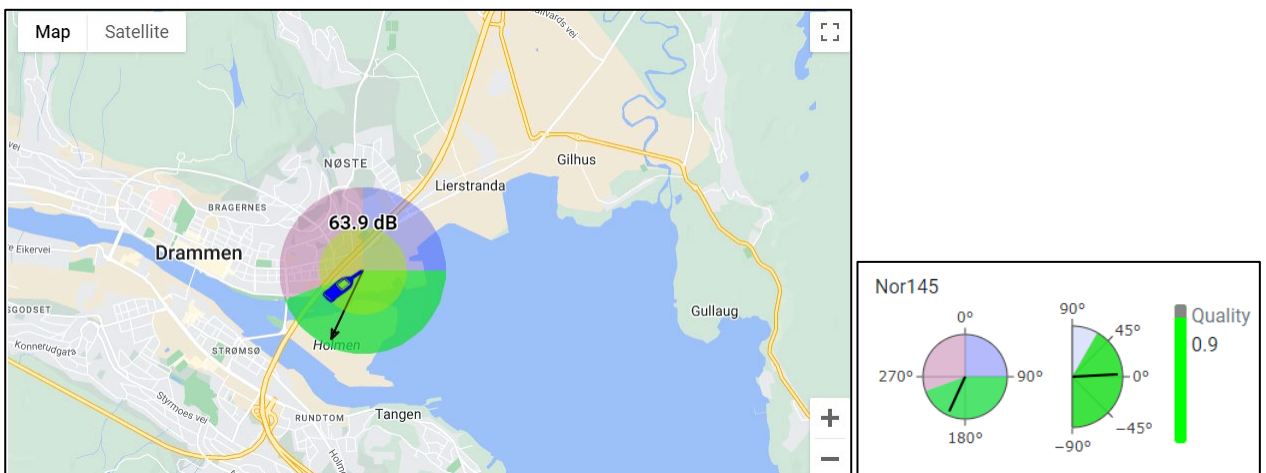 Map
Satellite
NØSTE
Gilhus
Lierstranda
BRAGERNES
63.9 dB
Eikervei
Drammen
Gullaug
Konnerudgata
STRØMSØ
Holmen
Styrmoes vei
RUNDTOM
Tangen
+
−
Nor145
0°
270°
90°
180°
90°
45°
0°
−45°
−90°
Quality
0.9